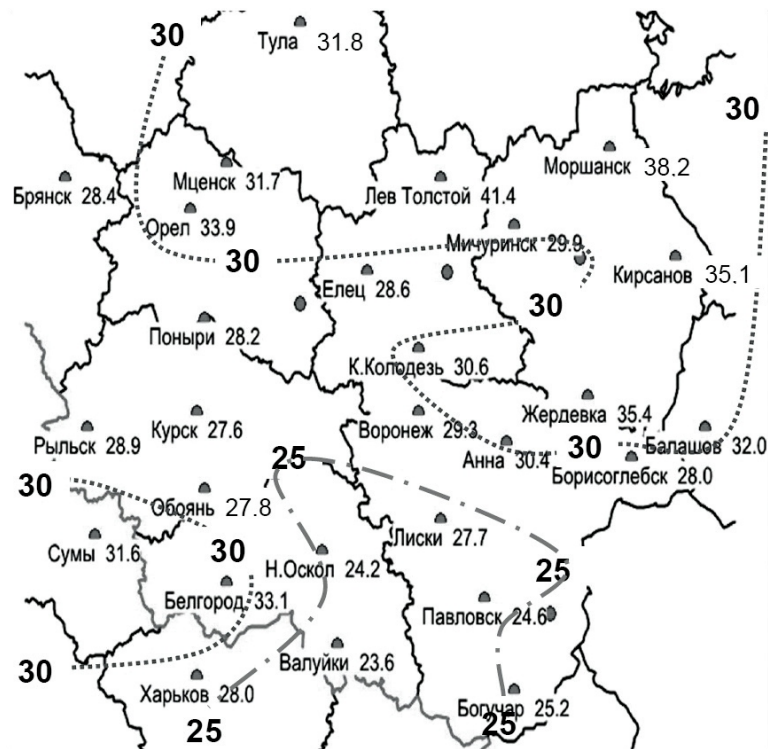 30
Тула 31.8
30
Моршанск 38.2
Брянск 28.4
Мценск 31.7
Лев Толстой 41.4
Орел 33.9
Мичуринск 29.9
30
Кирсанов 35.1
Елец 28.6
30
Поныри 28.2
К.Колодезь 30.6
Жердевка 35.4
Рыльск 28.9
Курск 27.6
Воронеж 29.3
Анна 30.4
30
Балашов 32.0
25
Борисоглебск 28.0
30
Обоянь 27.8
Лиски 27.7
Сумы 31.6
30
Н.Оскол 24.2
25
Белгород 33.1
Павловск 24.6
30
Валуйки 23.6
Харьков 28.0
Богучар 25.2
25
25